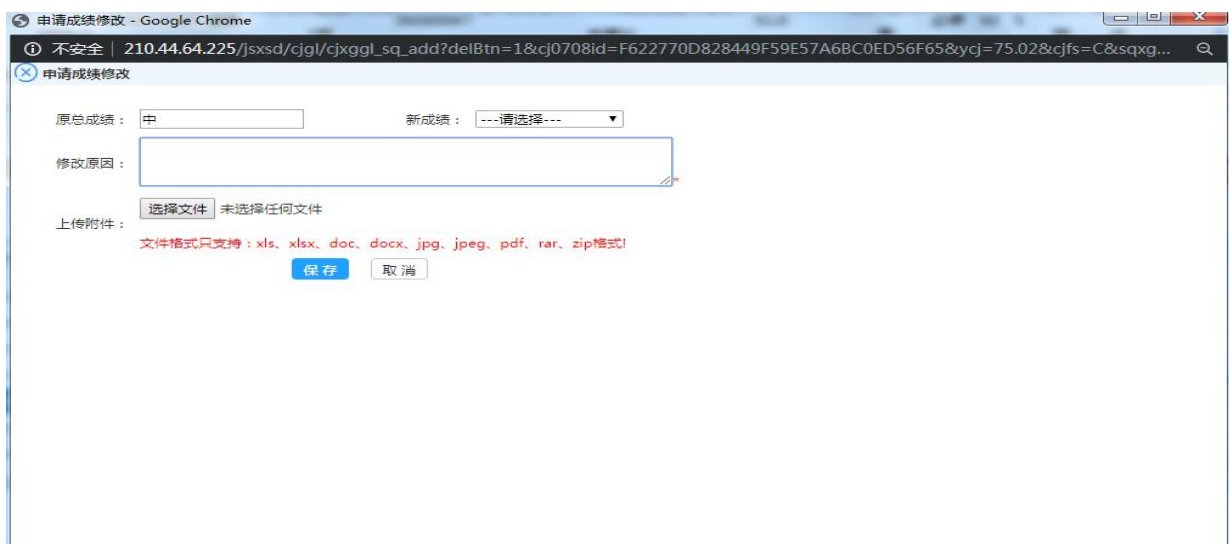 申请成绩修改 - Google Chrome
不安全 | 210.44.64.225/jsxsd/cjgl/cjxggl_sq_add?delBtn=1&cj0708id=F622770D828449F59E57A6BC0ED56F65&ycj=75.02&cjfs=C&sqxg...
申请成绩修改
原总成绩： 中 新成绩： ---请选择---
修改原因：
*
选择文件 未选择任何文件
上传附件：
文件格式只支持：xls、xlsx、doc、docx、jpg、jpeg、pdf、rar、zip格式!
保存 取消